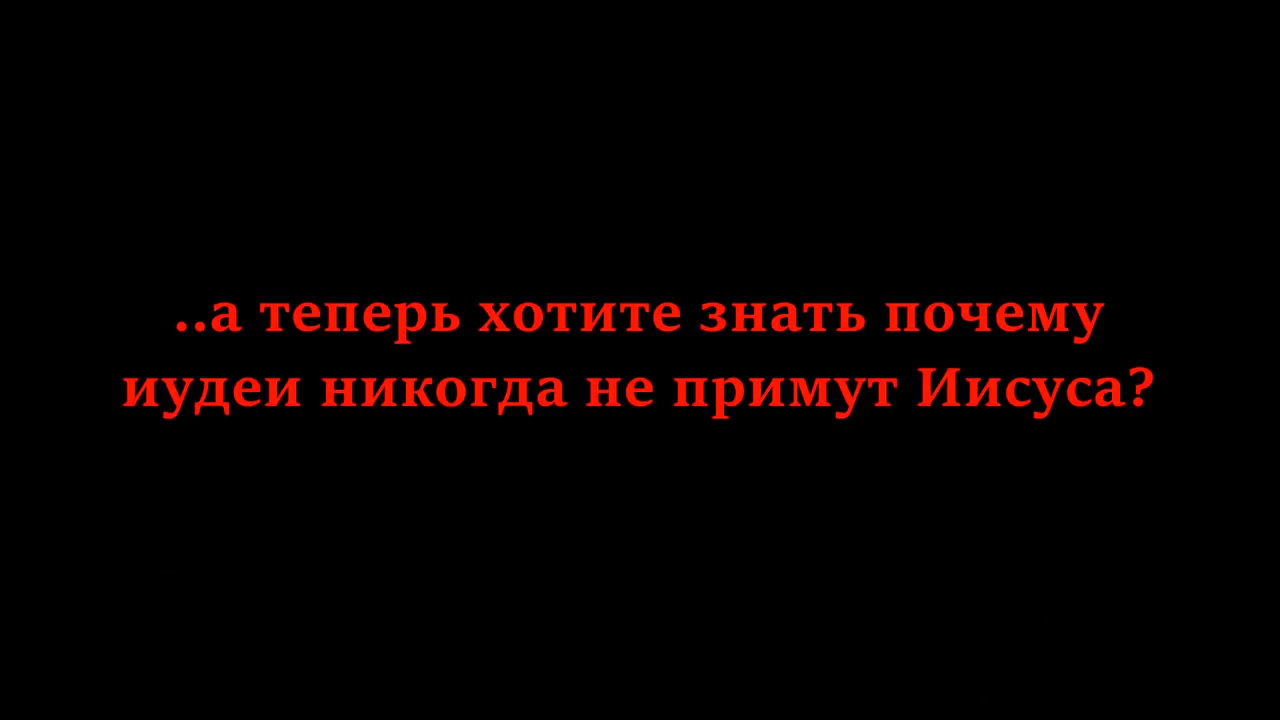 ..а теперь хотите знать почему
иудеи никогда не примут Иисуса?